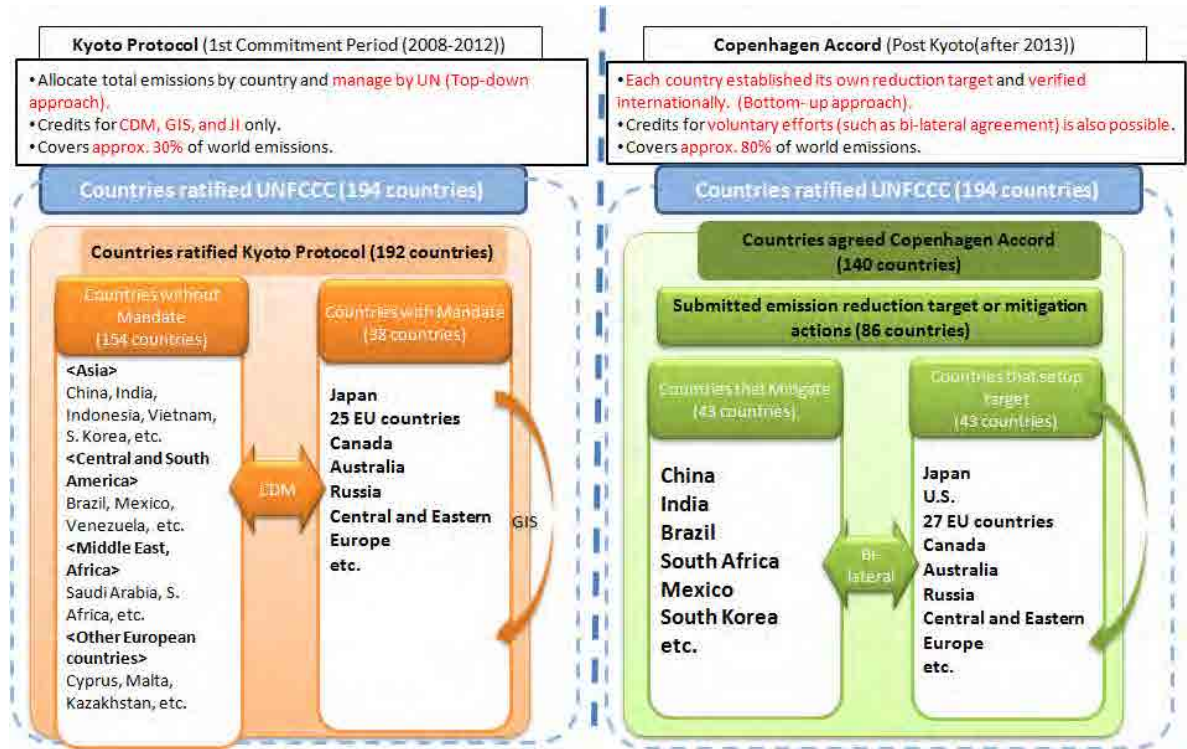 Kyoto Protocol (1st Commitment Period (2008-2012))
•Allocate total emissions by country and manage by UN (Top-down
approach).
•Credits for CDM, GIS, and JI only.
•Covers approx. 30% of world emissions.
Countries ratified UNFCCC (194 countries)
Countries ratified Kyoto Protocol (192 countries)
Countries without
Mandate
(154 countries)
<Asia>
China, India,
Indonesia, Vietnam,
S. Korea, etc.
<Central and South
America>
Brazil, Mexico,
Venezuela, etc.
<Middle East,
Africa>
Saudi Arabia, S.
Africa, etc.
<Other European
countries>
Cyprus, Malta,
Kazakhstan, etc.
CDM
Countries with Mandate
(38 countries)
Japan
25 EU countries
Canada
Australia
Russia
Central and Eastern
Europe
etc.
GIS
Copenhagen Accord (Post Kyoto(after 2013))
•Each country established its own reduction target and verified
internationally. (Bottom- up approach).
•Credits for voluntary efforts (such as bi-lateral agreement) is also possible.
•Covers approx. 80% of world emissions.
Countries ratified UNFCCC (194 countries)
Countries agreed Copenhagen Accord
(140 countries)
Submitted emission reduction target or mitigation
actions (86 countries)
Countries that Mitigate
(43 countries)
China
India
Brazil
South Africa
Mexico
South Korea
etc.
Bi-
lateral
Countries that setup
target
(43 countries)
Japan
U.S.
27 EU countries
Canada
Australia
Russia
Central and Eastern
Europe
etc.